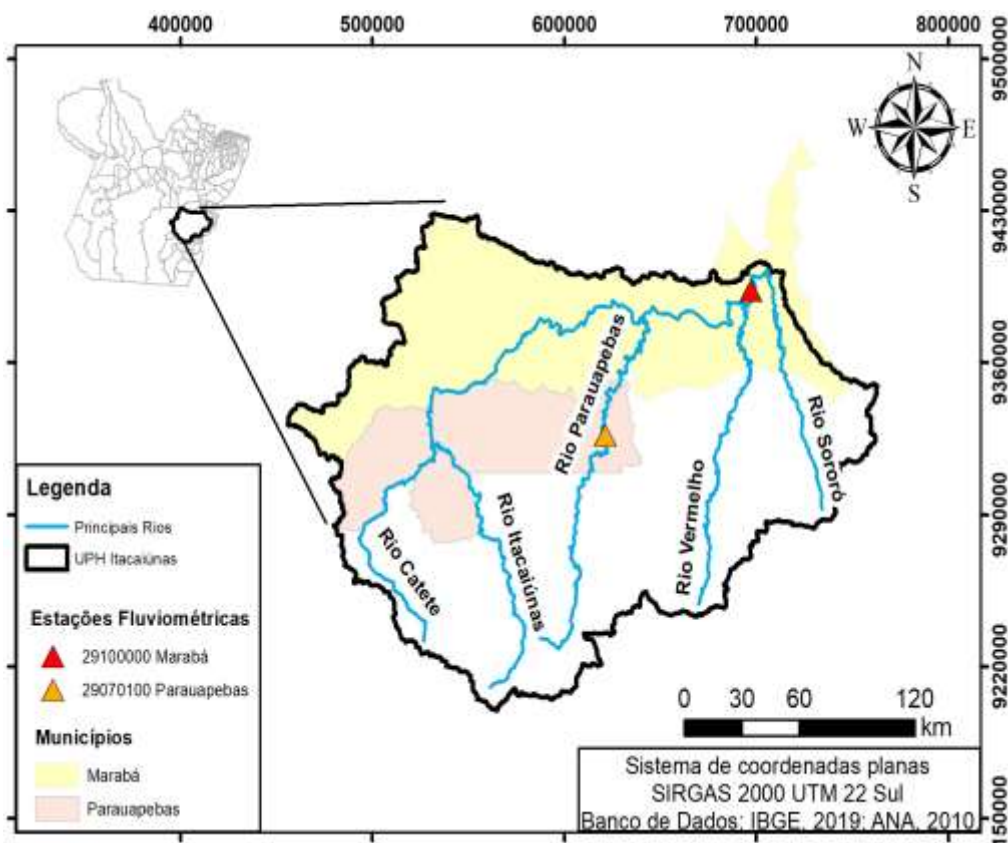 400000 500000 600000 700000 800000
9500000
9430000
9360000
9290000
9220000
9150000
N
W E
S
Rio Parauapebas
Rio Sororó
Rio Vermelho
Rio Itacaiúnas
Rio Catete
Legenda
Principais Rios
UPH Itacaiúnas
Estações Fluviométricas
29100000 Marabá
29070100 Parauapebas
Municípios
Marabá
Parauapebas
0 30 60 120
km
Sistema de coordenadas planas
SIRGAS 2000 UTM 22 Sul
Banco de Dados: IBGE, 2019; ANA, 2010